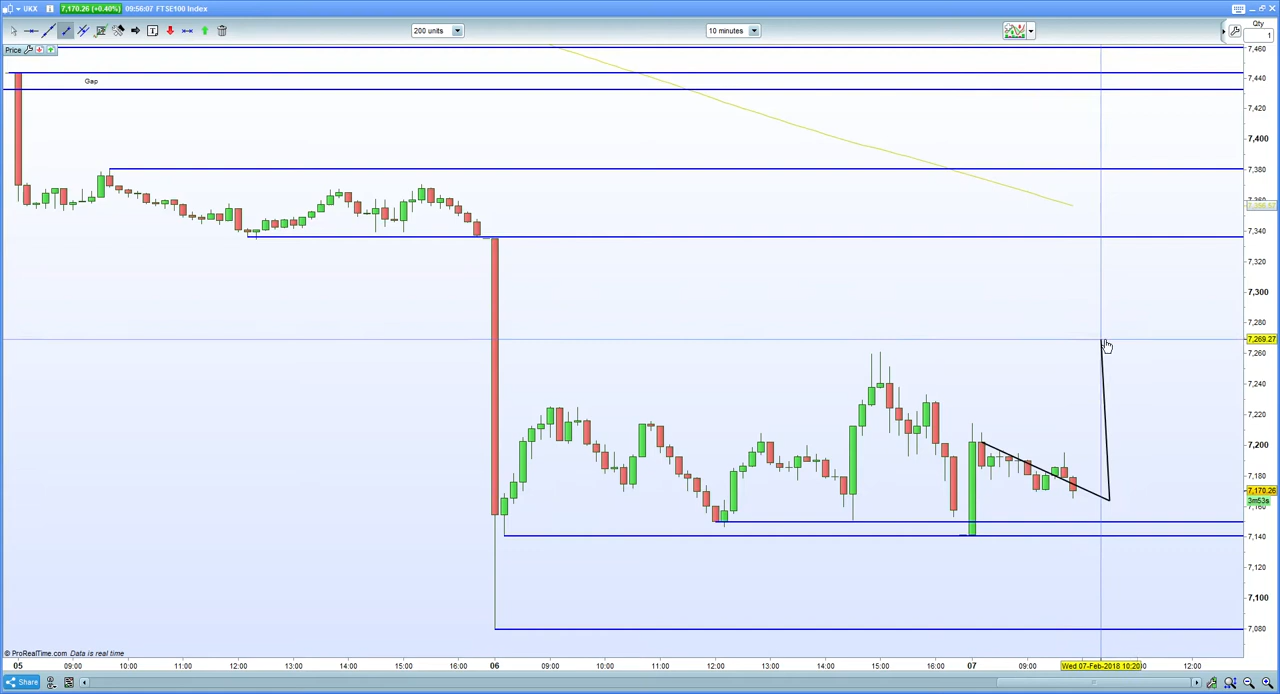 UKX 7,170.26 (+0.40%) 09:56:07 FTSE100 Index
200 units 10 minutes Qty
1
Price
Gap
7,460
7,440
7,420
7,400
7,380
7,340
7,320
7,300
7,280
7,269.27
7,260
7,240
7,220
7,200
7,180
7,170.26
3m53s
7,140
7,120
7,100
7,080
© ProRealTime.com Data is real time
05 09:00 10:00 11:00 12:00 13:00 14:00 15:00 16:00 06 09:00 10:00 11:00 12:00 13:00 14:00 15:00 16:00 07 09:00 Wed 07-Feb-2018 10:20 12:00
Share